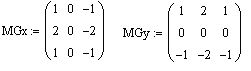 MGx := ( 1 0 -1 ) MGy := ( 1 2 1 )
( 2 0 -2 ) ( 0 0 0 )
( 1 0 -1 ) ( -1 -2 -1 )